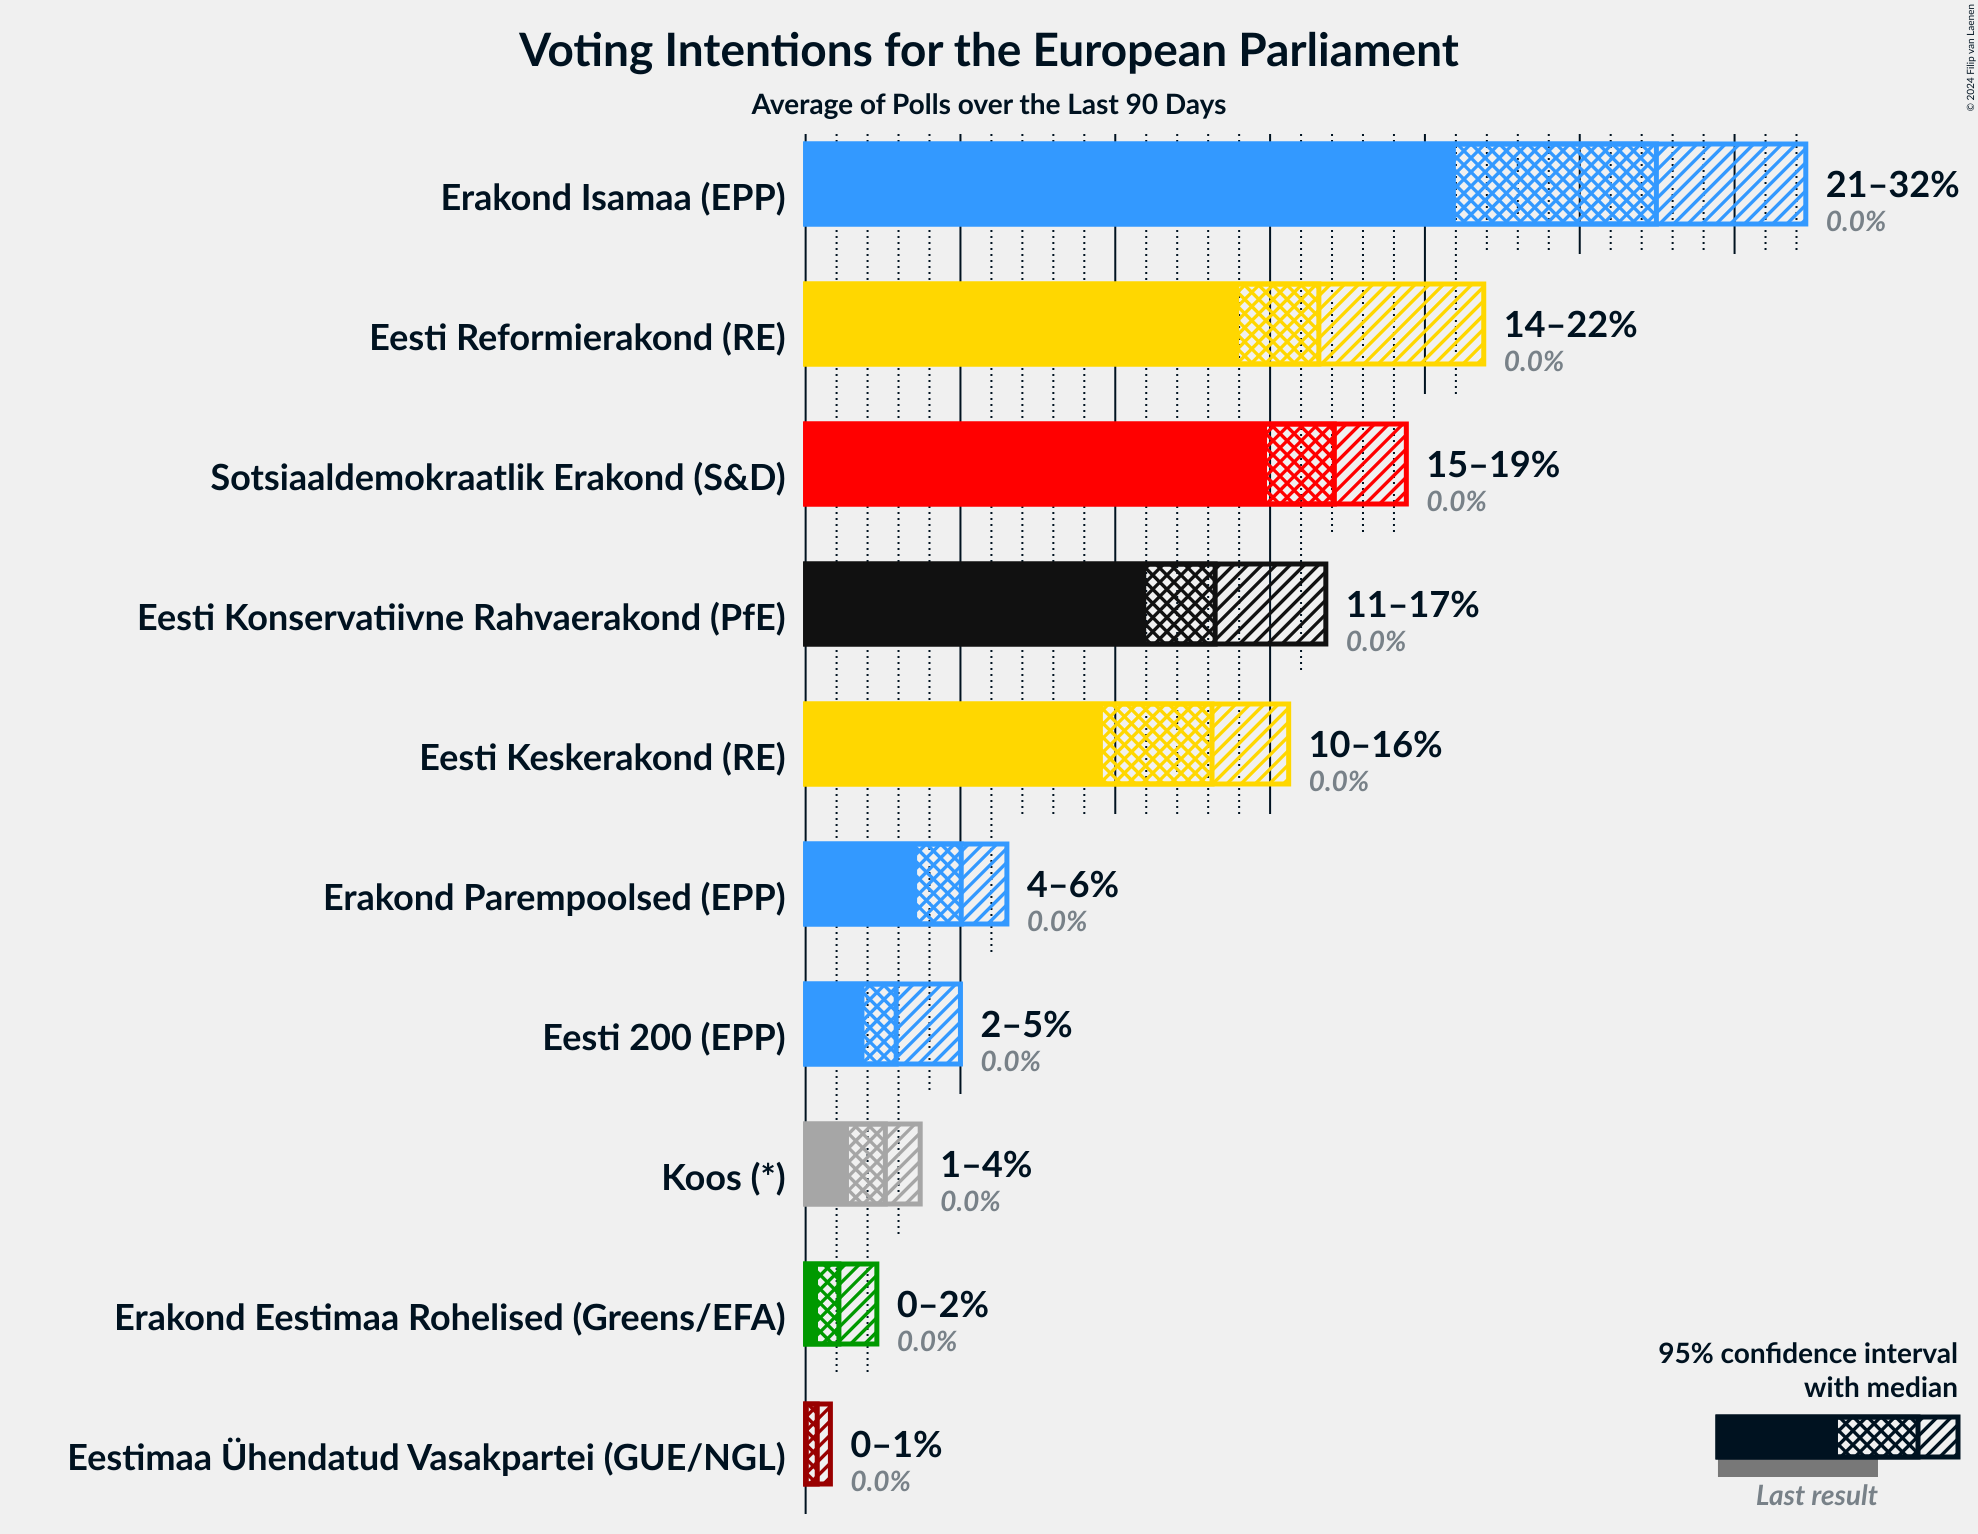 Voting Intentions for the European Parliament
Average of Polls over the Last 90 Days
© 2024 Filip van Laenen
Erakond Isamaa (EPP)
21–32%
0.0%
Eesti Reformierakond (RE)
14–22%
0.0%
Sotsiaaldemokraatlik Erakond (S&D)
15–19%
0.0%
Eesti Konservatiivne Rahvaerakond (PfE)
11–17%
0.0%
Eesti Keskerakond (RE)
10–16%
0.0%
Erakond Parempoolsed (EPP)
4–6%
0.0%
Eesti 200 (EPP)
2–5%
0.0%
Koos (*)
1–4%
0.0%
Erakond Eestimaa Rohelised (Greens/EFA)
0–2%
0.0%
Eestimaa Ühendatud Vasakpartei (GUE/NGL)
0–1%
0.0%
95% confidence interval
with median
Last result